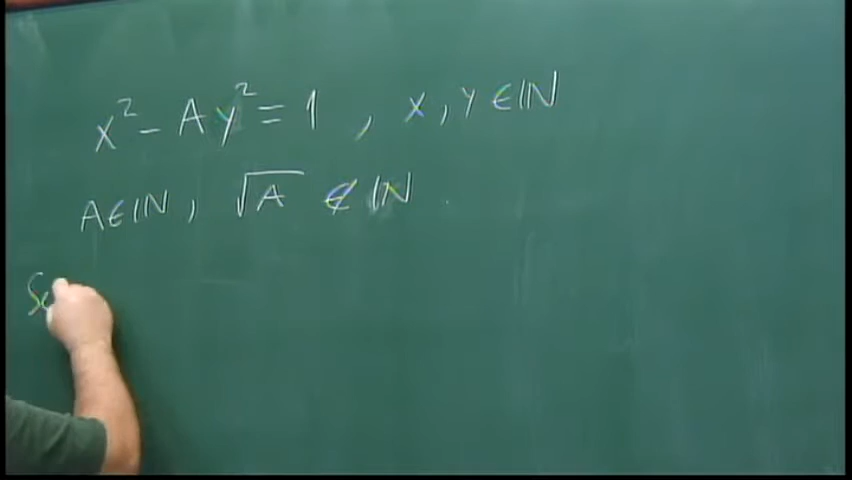 x² - Ay² = 1 , x, y ∈ ℕ
A ∈ ℕ, √A ∉ ℕ.